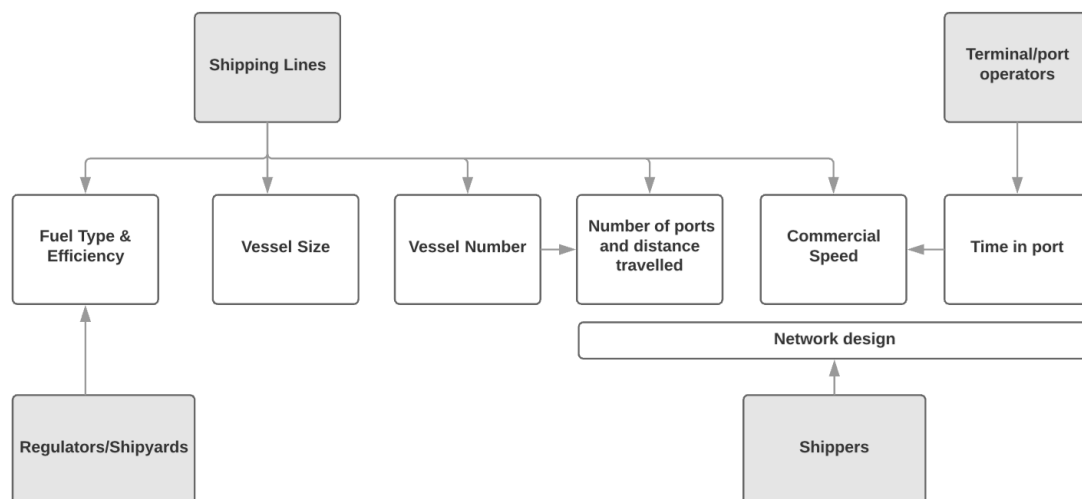 Shipping Lines
Terminal/port
operators
Fuel Type &
Efficiency
Vessel Size
Vessel Number
Number of ports
and distance
travelled
Commercial
Speed
Time in port
Network design
Regulators/Shipyards
Shippers